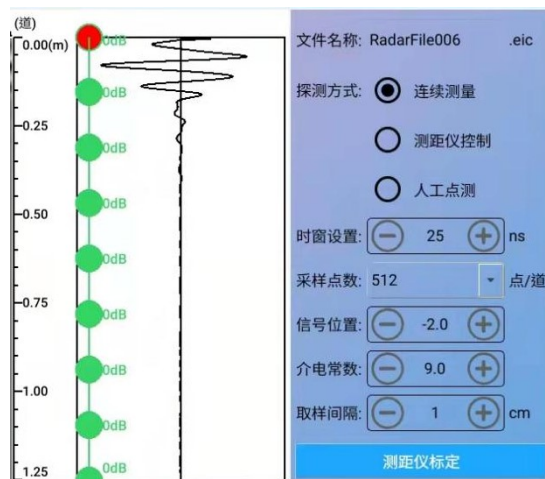 (道)
0.00(m)
0dB
0dB
-0.25
0dB
0dB
-0.50
0dB
-0.75
0dB
0dB
-1.00
0dB
0dB
1.25
文件名称: RadarFile006 .eic
探测方式: 连续测量
测距仪控制
人工点测
时窗设置: 25 ns
采样点数: 512 点/道
信号位置: -2.0
介电常数: 9.0
取样间隔: 1 cm
测距仪标定